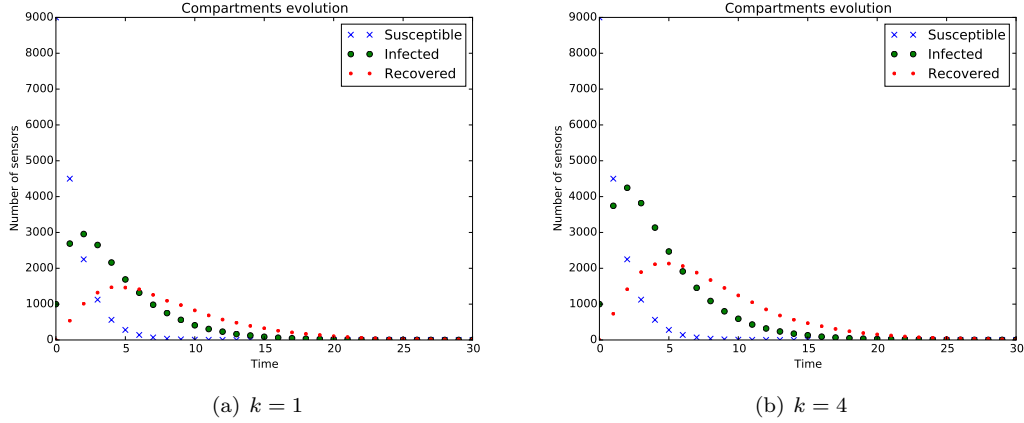 Compartments evolution
9000
8000
7000
6000
5000
4000
3000
2000
1000
0
Number of sensors
Susceptible
Infected
Recovered
0 5 10 15 20 25 30
Time
(a) k = 1
Compartments evolution
9000
8000
7000
6000
5000
4000
3000
2000
1000
0
Number of sensors
Susceptible
Infected
Recovered
0 5 10 15 20 25 30
Time
(b) k = 4